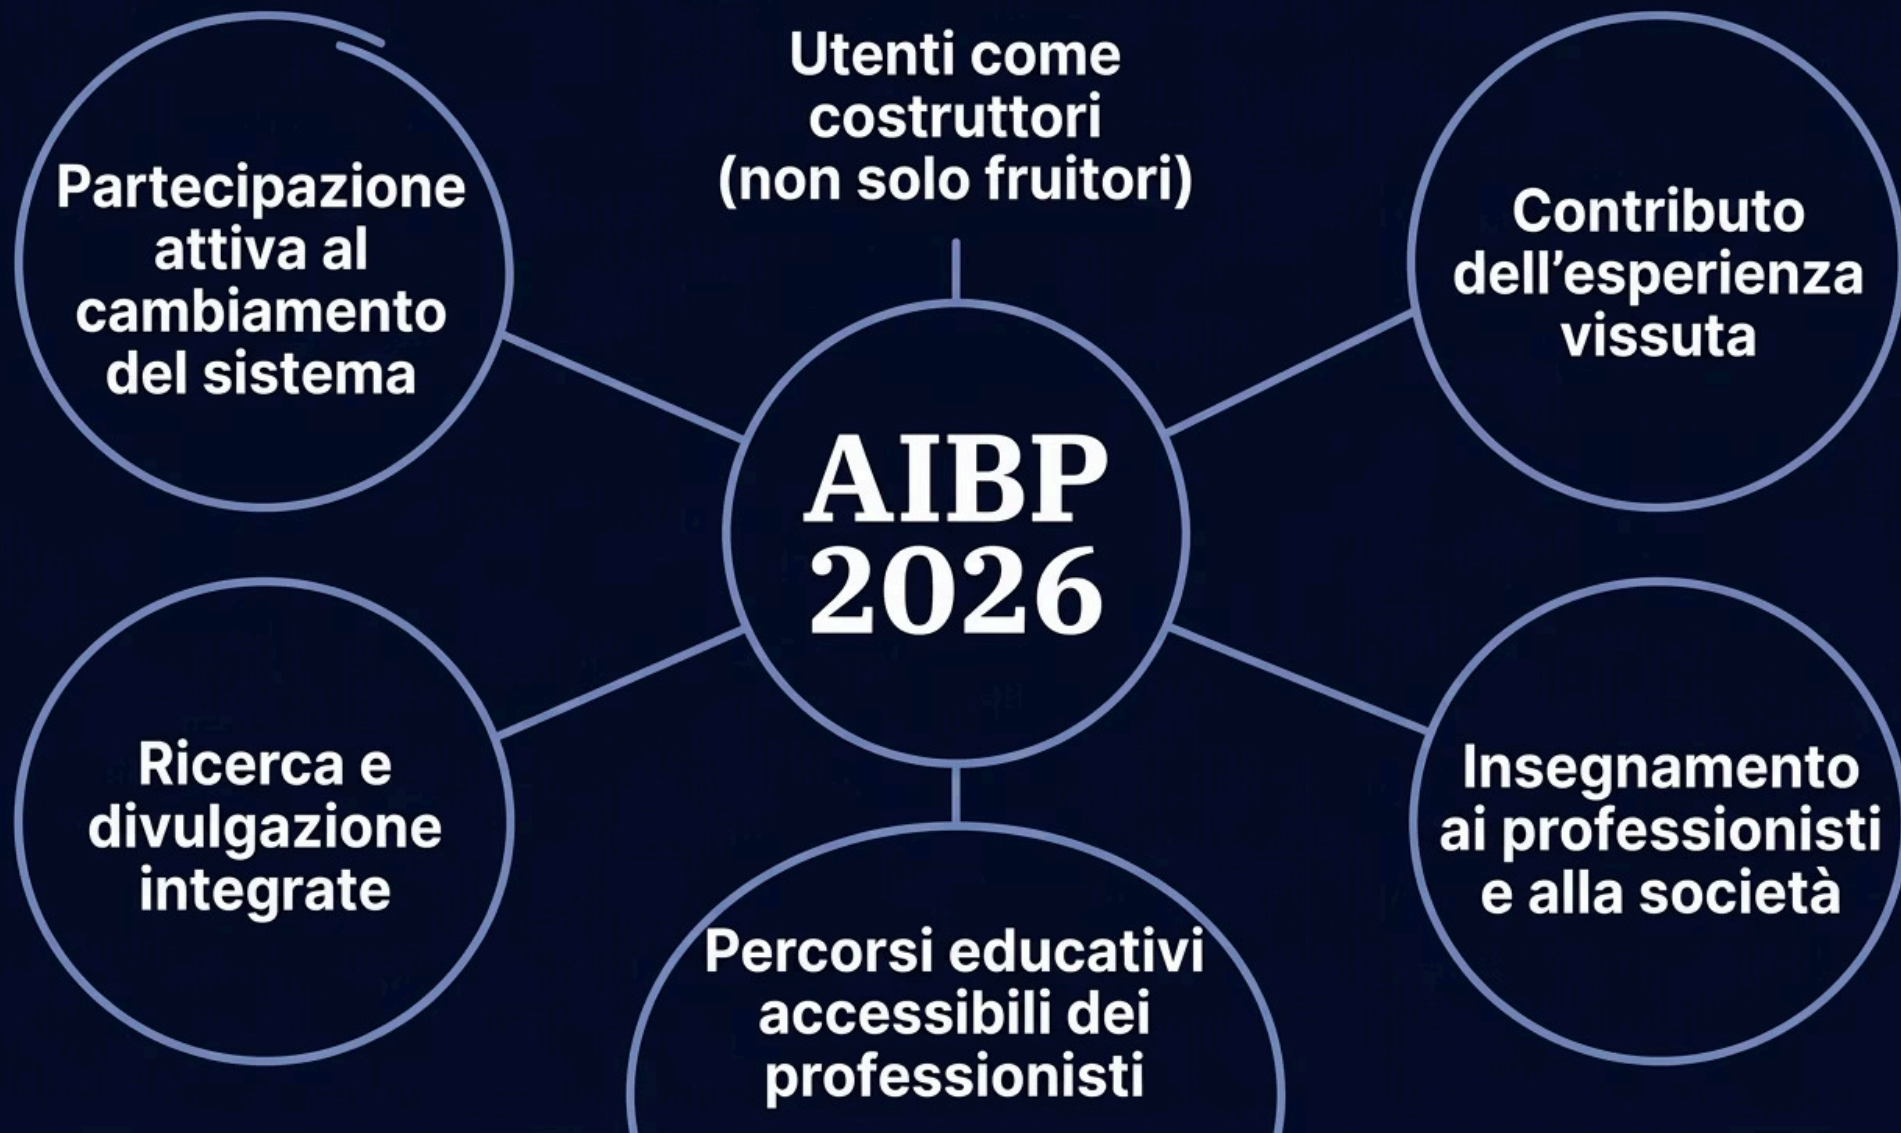 Utenti come
costruttori
(non solo fruitori)
Partecipazione
attiva al
cambiamento
del sistema
Contributo
dell’esperienza
vissuta
AIBP
2026
Ricerca e
divulgazione
integrate
Insegnamento
ai professionisti
e alla società
Percorsi educativi
accessibili dei
professionisti